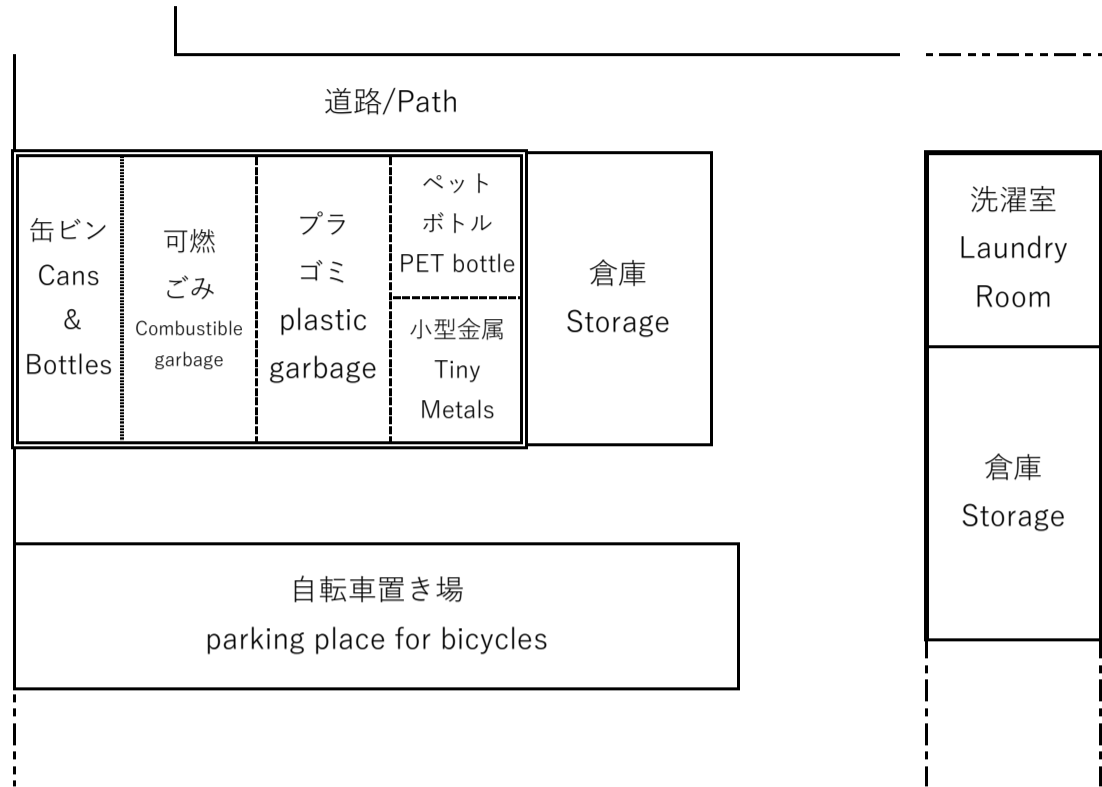 道路/Path
缶ビン
Cans
&
Bottles
可燃
ごみ
Combustible
garbage
プラ
ゴミ
plastic
garbage
ペット
ボトル
PET bottle
小型金属
Tiny
Metals
倉庫
Storage
洗濯室
Laundry
Room
倉庫
Storage
自転車置き場
parking place for bicycles